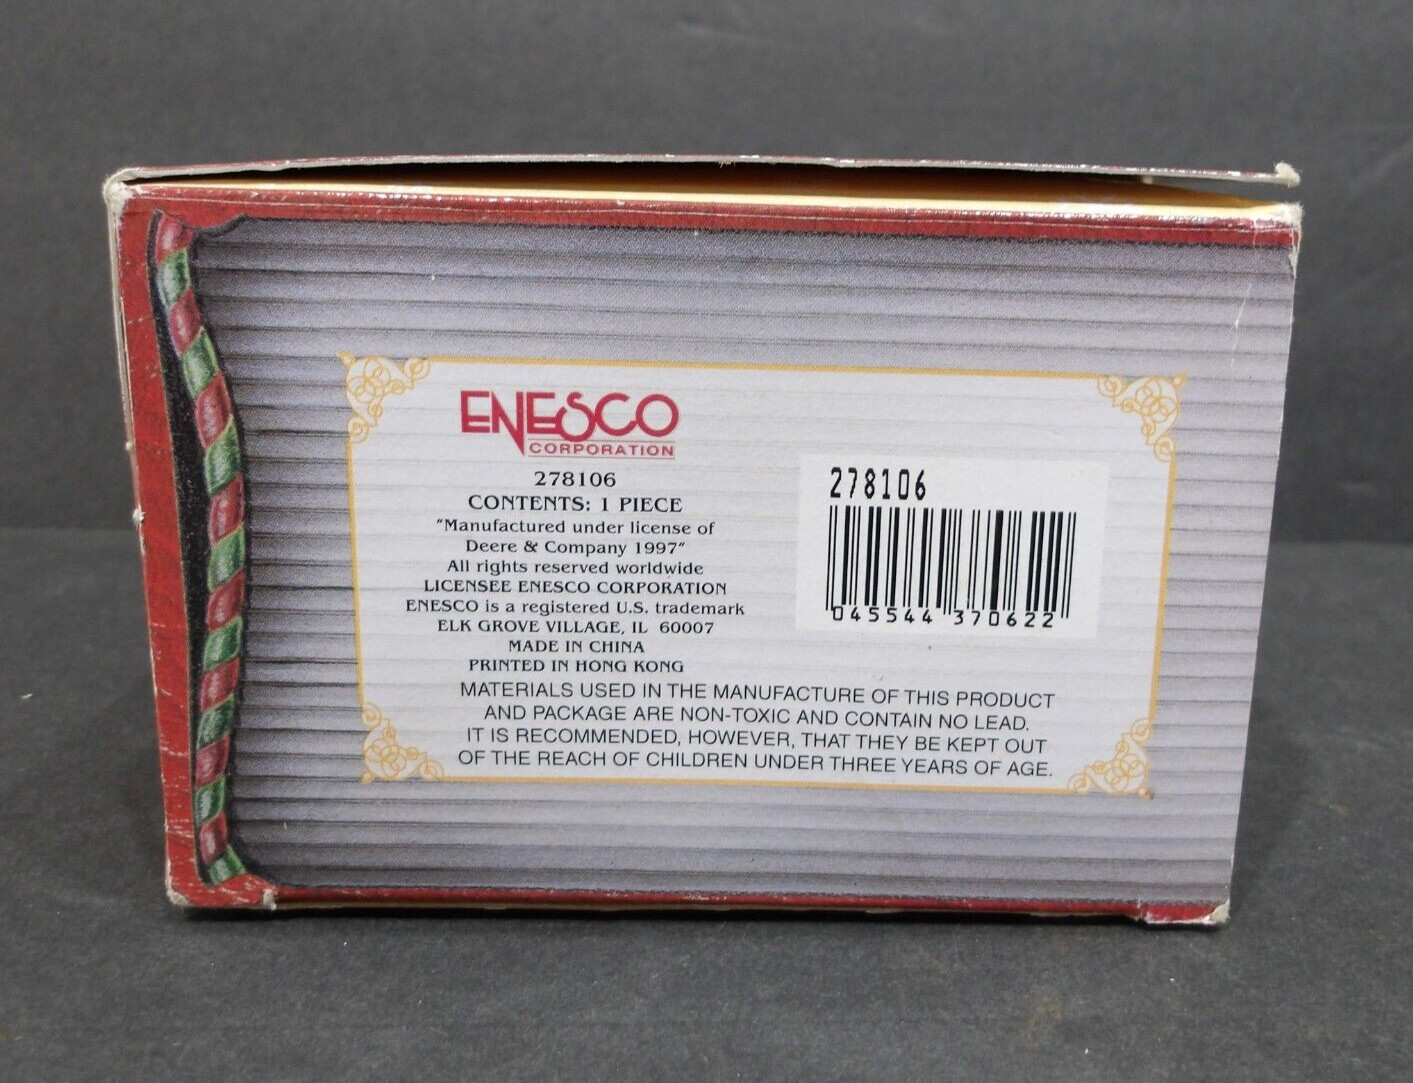 ENESCO
CORPORATION
278106
CONTENTS: 1 PIECE
"Manufactured under license of
Deere & Company 1997"
All rights reserved worldwide
LICENSEE ENESCO CORPORATION
ENESCO is a registered U.S. trademark
ELK GROVE VILLAGE, IL 60007
MADE IN CHINA
PRINTED IN HONG KONG
MATERIALS USED IN THE MANUFACTURE OF THIS PRODUCT
AND PACKAGE ARE NON-TOXIC AND CONTAIN NO LEAD.
IT IS RECOMMENDED, HOWEVER, THAT THEY BE KEPT OUT
OF THE REACH OF CHILDREN UNDER THREE YEARS OF AGE.
278106
045544 370622